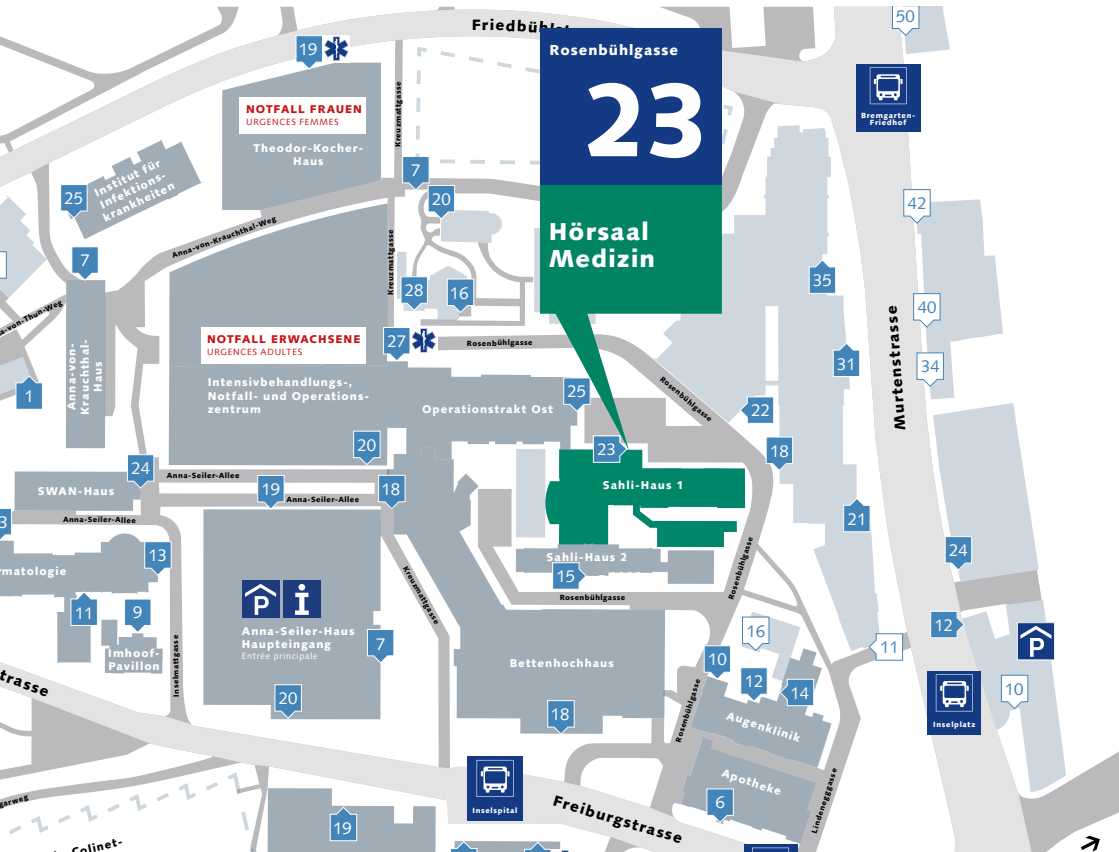 50
Friedbühlst
19
Rosenbühlgasse
23
Bremgarten-
Friedhof
NOTFALL FRAUEN
URGENCES FEMMES
Theodor-Kocher-
Haus
Kreuzmattgasse
Institut für
Infektions-
krankheiten
25
7
20
42
Anna-von-Krauchthal-Weg
Hörsaal
Medizin
7
Kreuzmattgasse
28
16
35
a-von-Thun-Weg
40
NOTFALL ERWACHSENE
URGENCES ADULTES
27
Rosenbühlgasse
Murtenstrasse
31
34
Anna-von-
Krauchthal-
Haus
1
Intensivbehandlungs-,
Notfall- und Operations-
zentrum
Operationstrakt Ost
25
Rosenbühlgasse
22
20
23
18
24
Anna-Seiler-Allee
SWAN-Haus
19
Anna-Seiler-Allee
18
Sahli-Haus 1
3
Anna-Seiler-Allee
21
13
rmatologie
Sahli-Haus 2
15
24
Rosenbühlgasse
Kreuzmattgasse
Rosenbühlgasse
11
9
P
i
Imhoof-
Pavillon
Anna-Seiler-Haus
Haupteingang
Entrée principale
7
Inselmattgasse
Bettenhochhaus
16
12
P
11
10
12
14
10
strasse
20
18
Rosenbühlgasse
Augenklinik
Inselplatz
Apotheke
6
Inselspital
Freiburgstrasse
Lindenegggasse
garweg
19
Colinet-